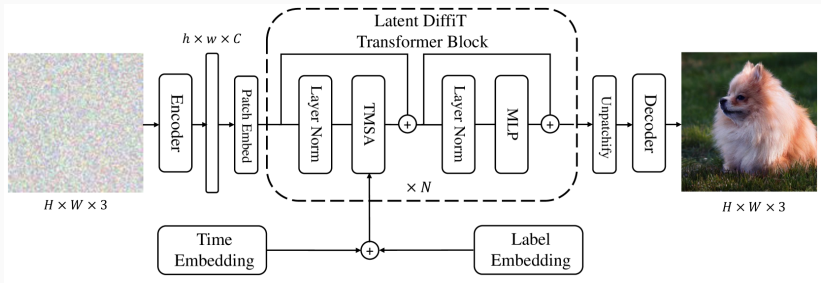 Latent DiffiT
Transformer Block
h × w × C
Encoder
Patch Embed
Layer Norm
TMSA
+
Layer Norm
MLP
+
Unpatchify
Decoder
× N
H × W × 3
H × W × 3
Time
Embedding
+
Label
Embedding